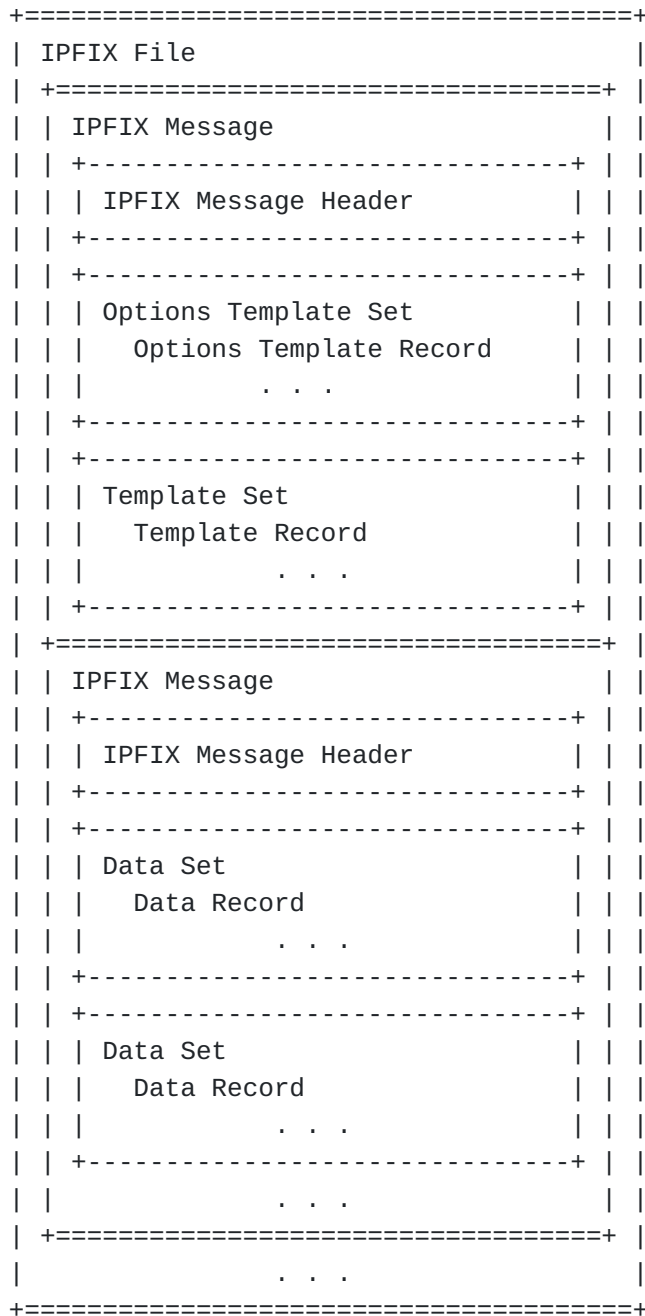 +=======================================+
| IPFIX File                            |
| +===================================+ |
| | IPFIX Message                     | |
| | +-------------------------------+ | |
| | | IPFIX Message Header          | | |
| | +-------------------------------+ | |
| | +-------------------------------+ | |
| | | Options Template Set          | | |
| | |   Options Template Record     | | |
| | |           . . .               | | |
| | +-------------------------------+ | |
| | +-------------------------------+ | |
| | | Template Set                  | | |
| | |   Template Record             | | |
| | |            . . .              | | |
| | +-------------------------------+ | |
| +===================================+ |
| | IPFIX Message                     | |
| | +-------------------------------+ | |
| | | IPFIX Message Header          | | |
| | +-------------------------------+ | |
| | +-------------------------------+ | |
| | | Data Set                      | | |
| | |   Data Record                 | | |
| | |            . . .              | | |
| | +-------------------------------+ | |
| | +-------------------------------+ | |
| | | Data Set                      | | |
| | |   Data Record                 | | |
| | |            . . .              | | |
| | +-------------------------------+ | |
| |              . . .                | |
| +===================================+ |
|                . . .                  |
+=======================================+